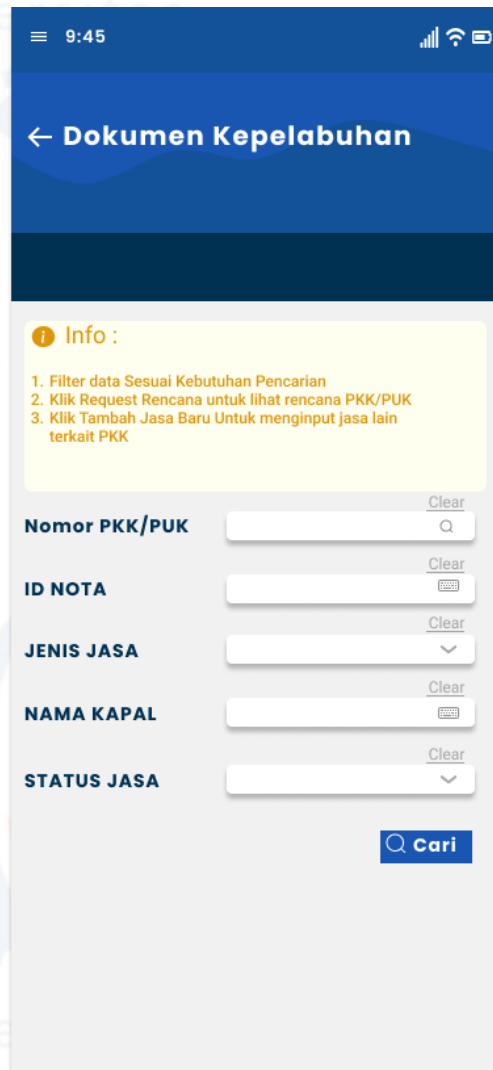 9:45
Dokumen Kepelabuhan
Info :
1. Filter data Sesuai Kebutuhan Pencarian
2. Klik Request Rencana untuk lihat rencana PKK/PUK
3. Klik Tambah Jasa Baru Untuk menginput jasa lain
terkait PKK
Clear
Nomor PKK/PUK
Clear
ID NOTA
Clear
JENIS JASA
Clear
NAMA KAPAL
Clear
STATUS JASA
Cari